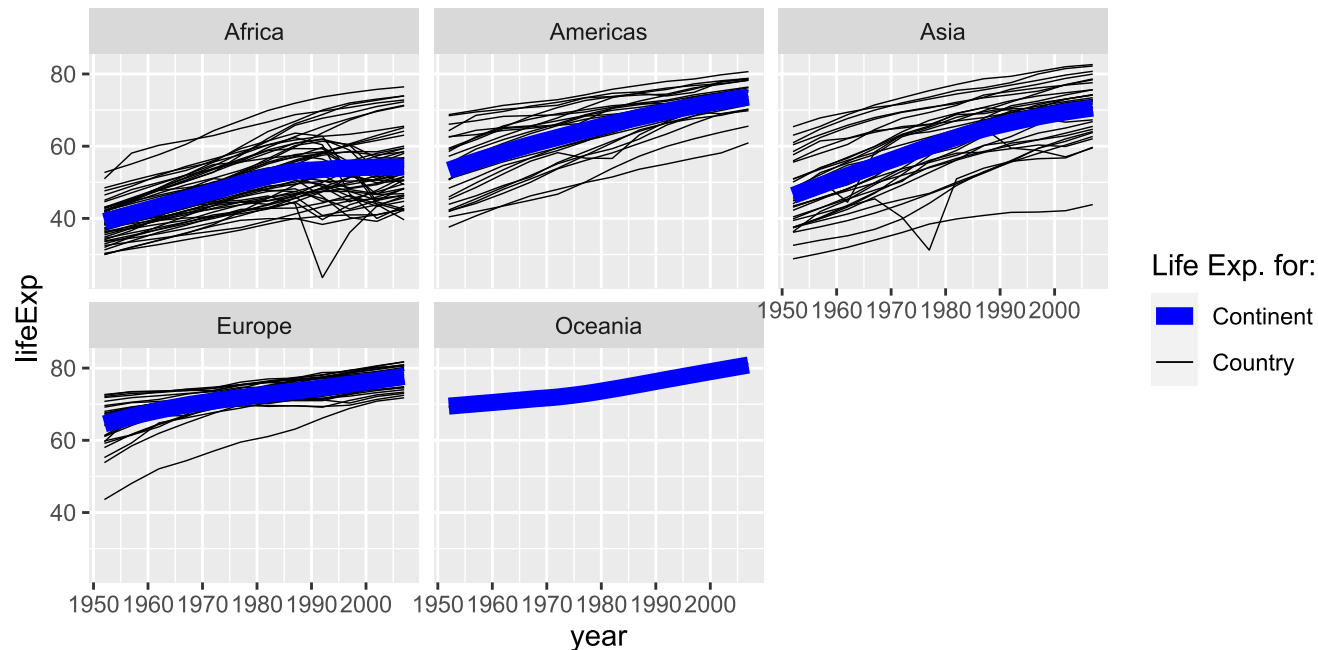 Africa
Americas
Asia
80
60
40
1950 1960 1970 1980 1990 2000
Life Exp. for:
Continent
Country
lifeExp
Europe
Oceania
80
60
40
1950 1960 1970 1980 1990 2000
1950 1960 1970 1980 1990 2000
year